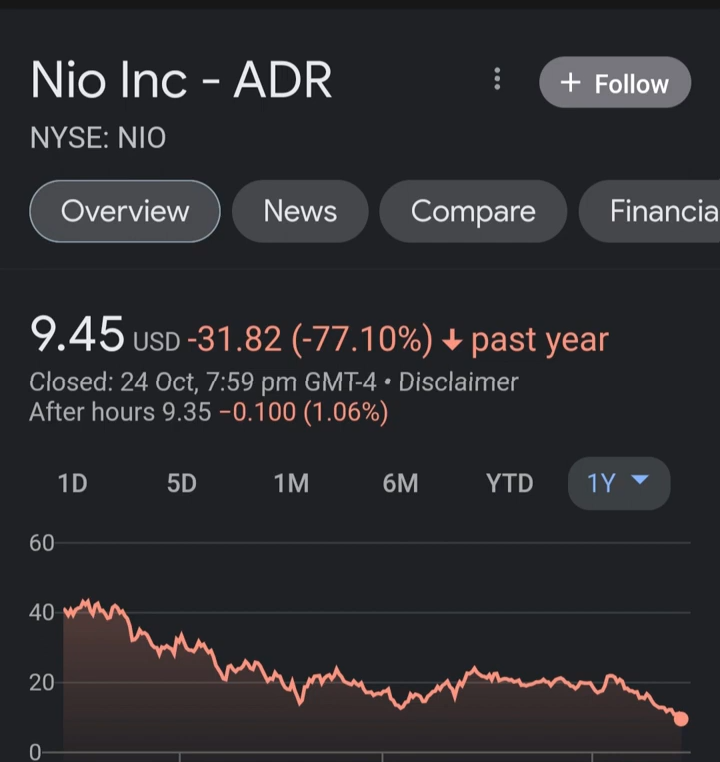 Nio Inc - ADR
+ Follow
NYSE: NIO
Overview
News
Compare
Financia
9.45 USD -31.82 (-77.10%) ↓ past year
Closed: 24 Oct, 7:59 pm GMT-4 • Disclaimer
After hours 9.35 −0.100 (1.06%)
1D
5D
1M
6M
YTD
1Y
60
40
20
0